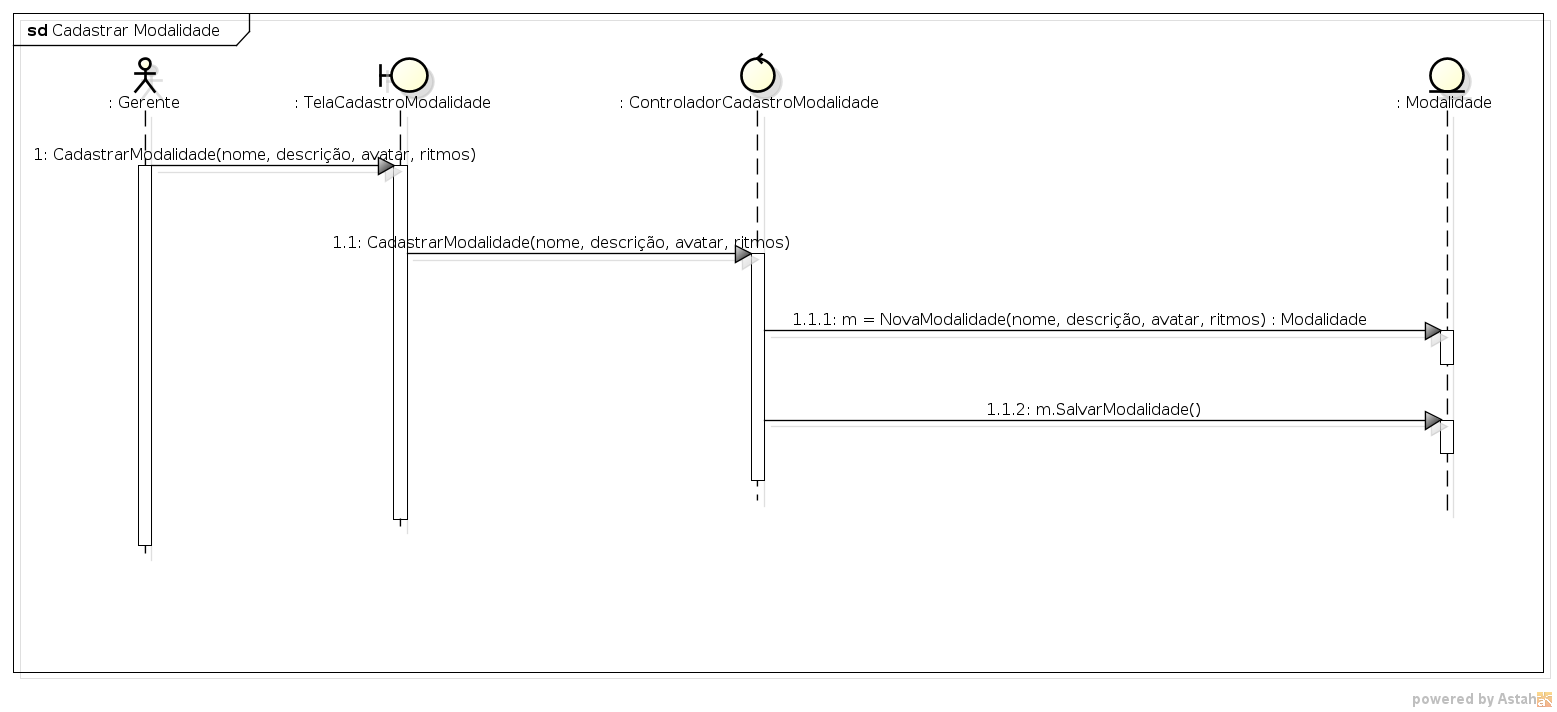 sd Cadastrar Modalidade
: Gerente
: TelaCadastroModalidade
: ControladorCadastroModalidade
: Modalidade
1: CadastrarModalidade(nome, descrição, avatar, ritmos)
1.1: CadastrarModalidade(nome, descrição, avatar, ritmos)
1.1.1: m = NovaModalidade(nome, descrição, avatar, ritmos) : Modalidade
1.1.2: m.SalvarModalidade()
powered by Astah